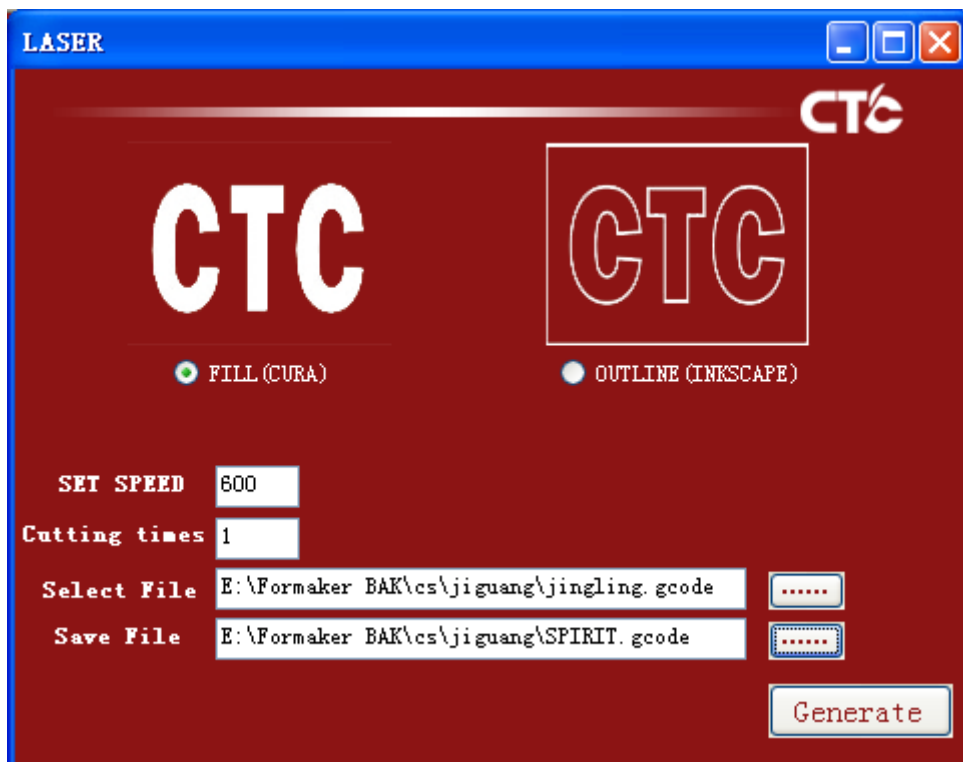 LASER
CTC
CTC CTC
FILL(CURA) OUTLINE(INKSCAPE)
SET SPEED 600
Cutting times 1
Select File E:\Formaker BAK\cs\jiguang\jingling.gcode ......
Save File E:\Formaker BAK\cs\jiguang\SPIRIT.gcode ......
Generate